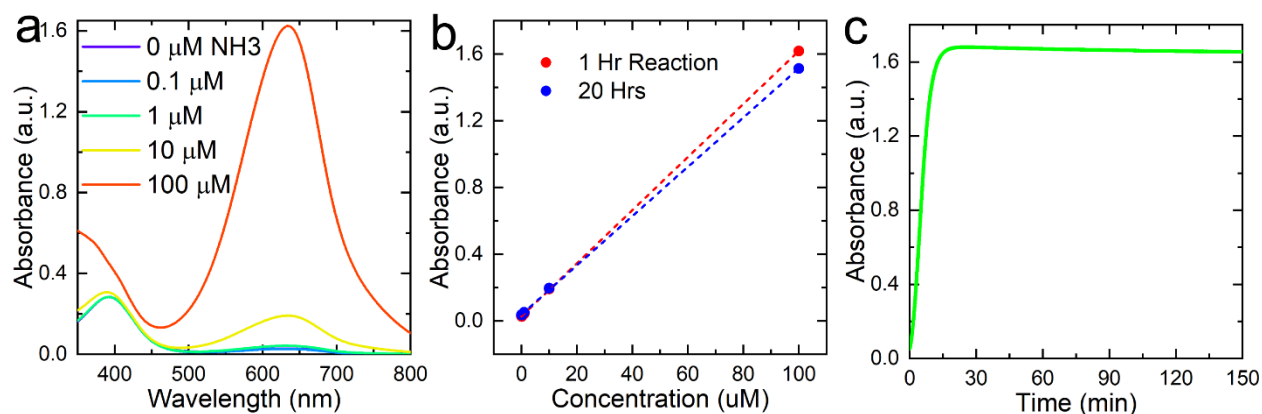 a
Absorbance (a.u.)
1.6
1.2
0.8
0.4
0.0
0 μM NH3
0.1 μM
1 μM
10 μM
100 μM
400 500 600 700 800
Wavelength (nm)
b
Absorbance (a.u.)
1.6
1.2
0.8
0.4
0.0
1 Hr Reaction
20 Hrs
0 20 40 60 80 100
Concentration (uM)
c
Absorbance (a.u.)
1.6
1.2
0.8
0.4
0.0
0 30 60 90 120 150
Time (min)